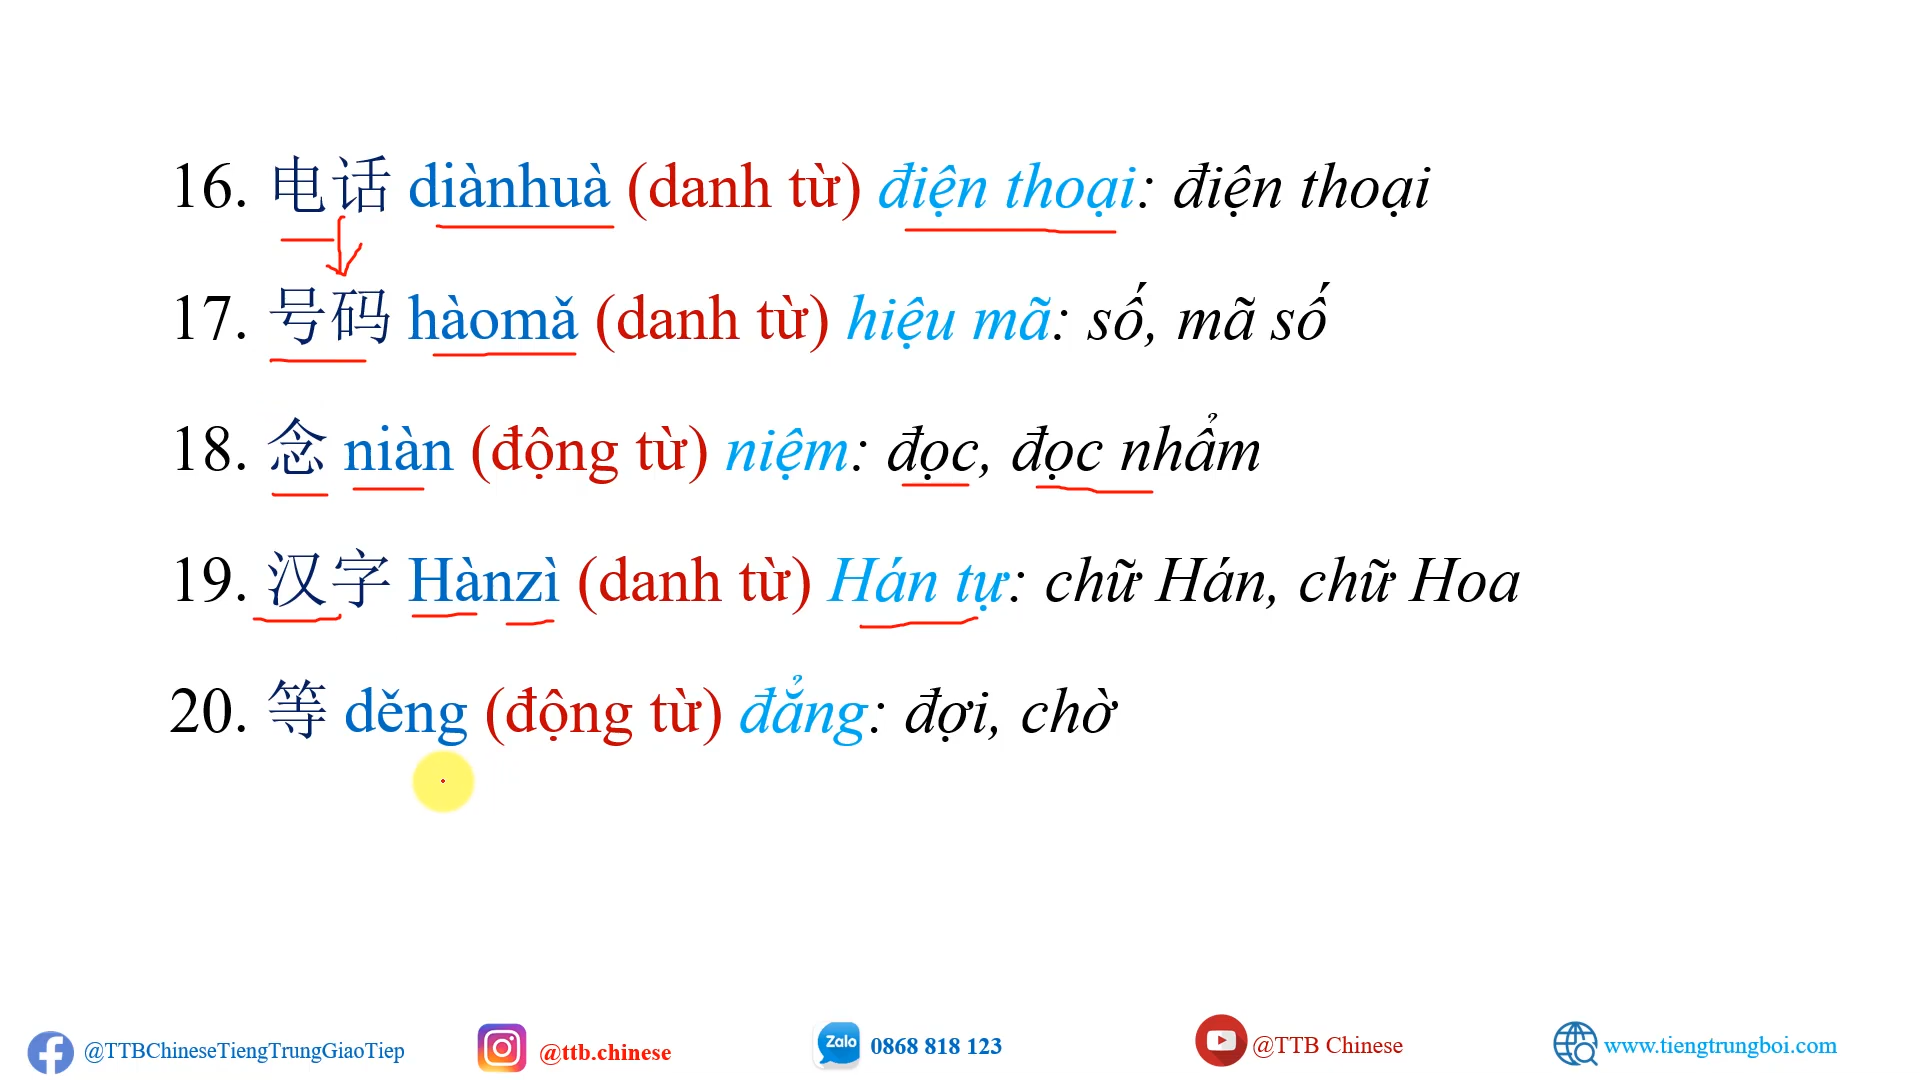 16. 电话 diànhuà (danh từ) điện thoại: điện thoại
17. 号码 hàomǎ (danh từ) hiệu mã: số, mã số
18. 念 niàn (động từ) niệm: đọc, đọc nhẩm
19. 汉字 Hànzì (danh từ) Hán tự: chữ Hán, chữ Hoa
20. 等 děng (động từ) đẳng: đợi, chờ
@TTBChineseTiengTrungGiaoTiep @ttb.chinese Zalo 0868 818 123 @TTB Chinese www.tiengtrungboi.com